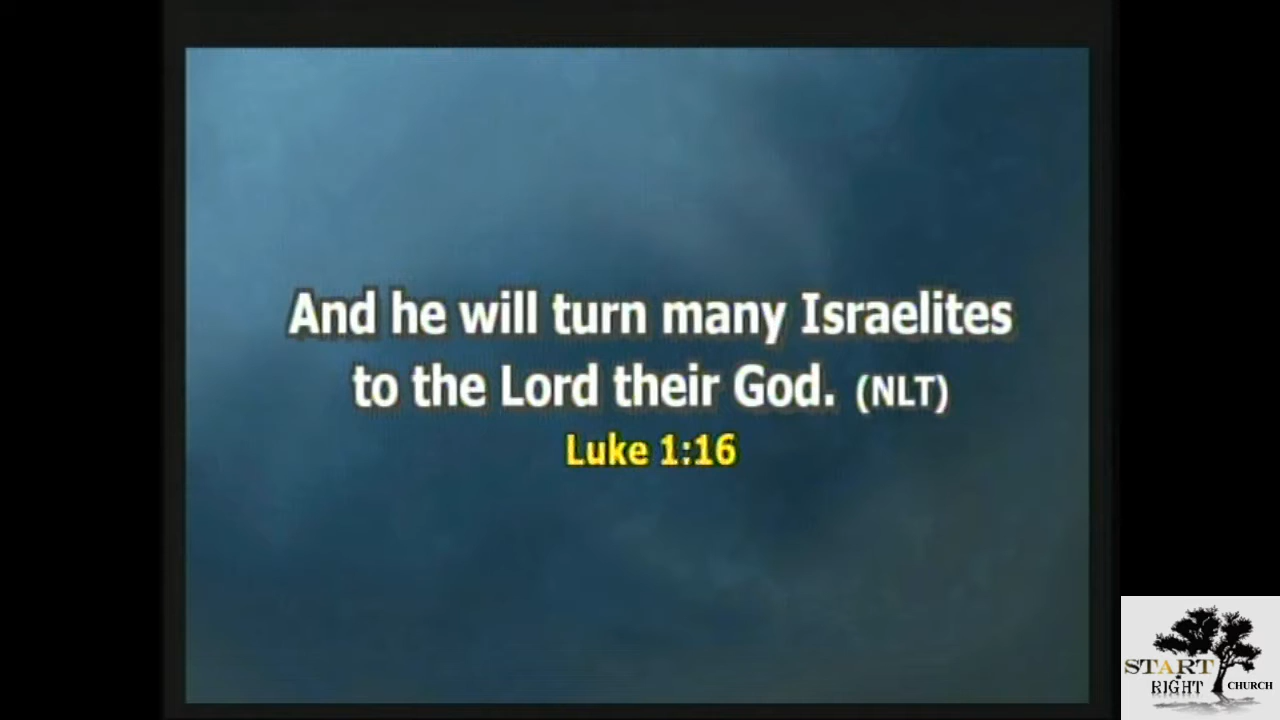 And he will turn many Israelites
to the Lord their God. (NLT)
Luke 1:16
START
RIGHT CHURCH